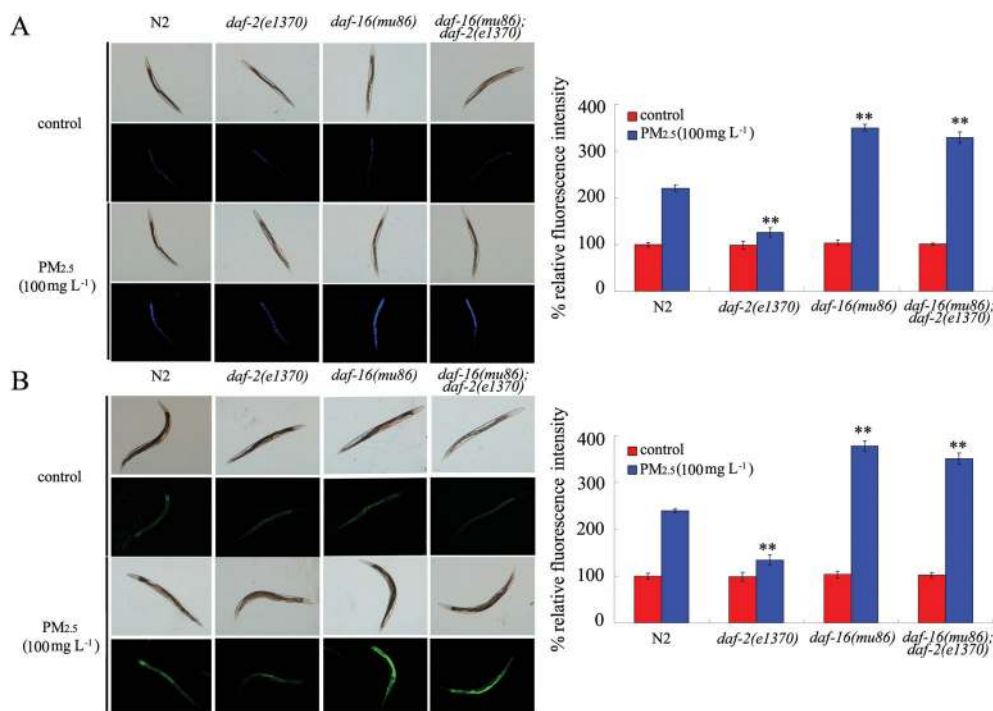 A
N2 daf-2(e1370) daf-16(mu86) daf-16(mu86);
daf-2(e1370)
control
PM2.5
(100 mg L-1)
% relative fluorescence intensity
400
300
200
100
0
control
PM2.5(100 mg L-1)
**
**
**
N2 daf-2(e1370) daf-16(mu86) daf-16(mu86);
daf-2(e1370)
B
N2 daf-2(e1370) daf-16(mu86) daf-16(mu86);
daf-2(e1370)
control
PM2.5
(100 mg L-1)
% relative fluorescence intensity
400
300
200
100
0
control
PM2.5(100 mg L-1)
**
**
**
N2 daf-2(e1370) daf-16(mu86) daf-16(mu86);
daf-2(e1370)